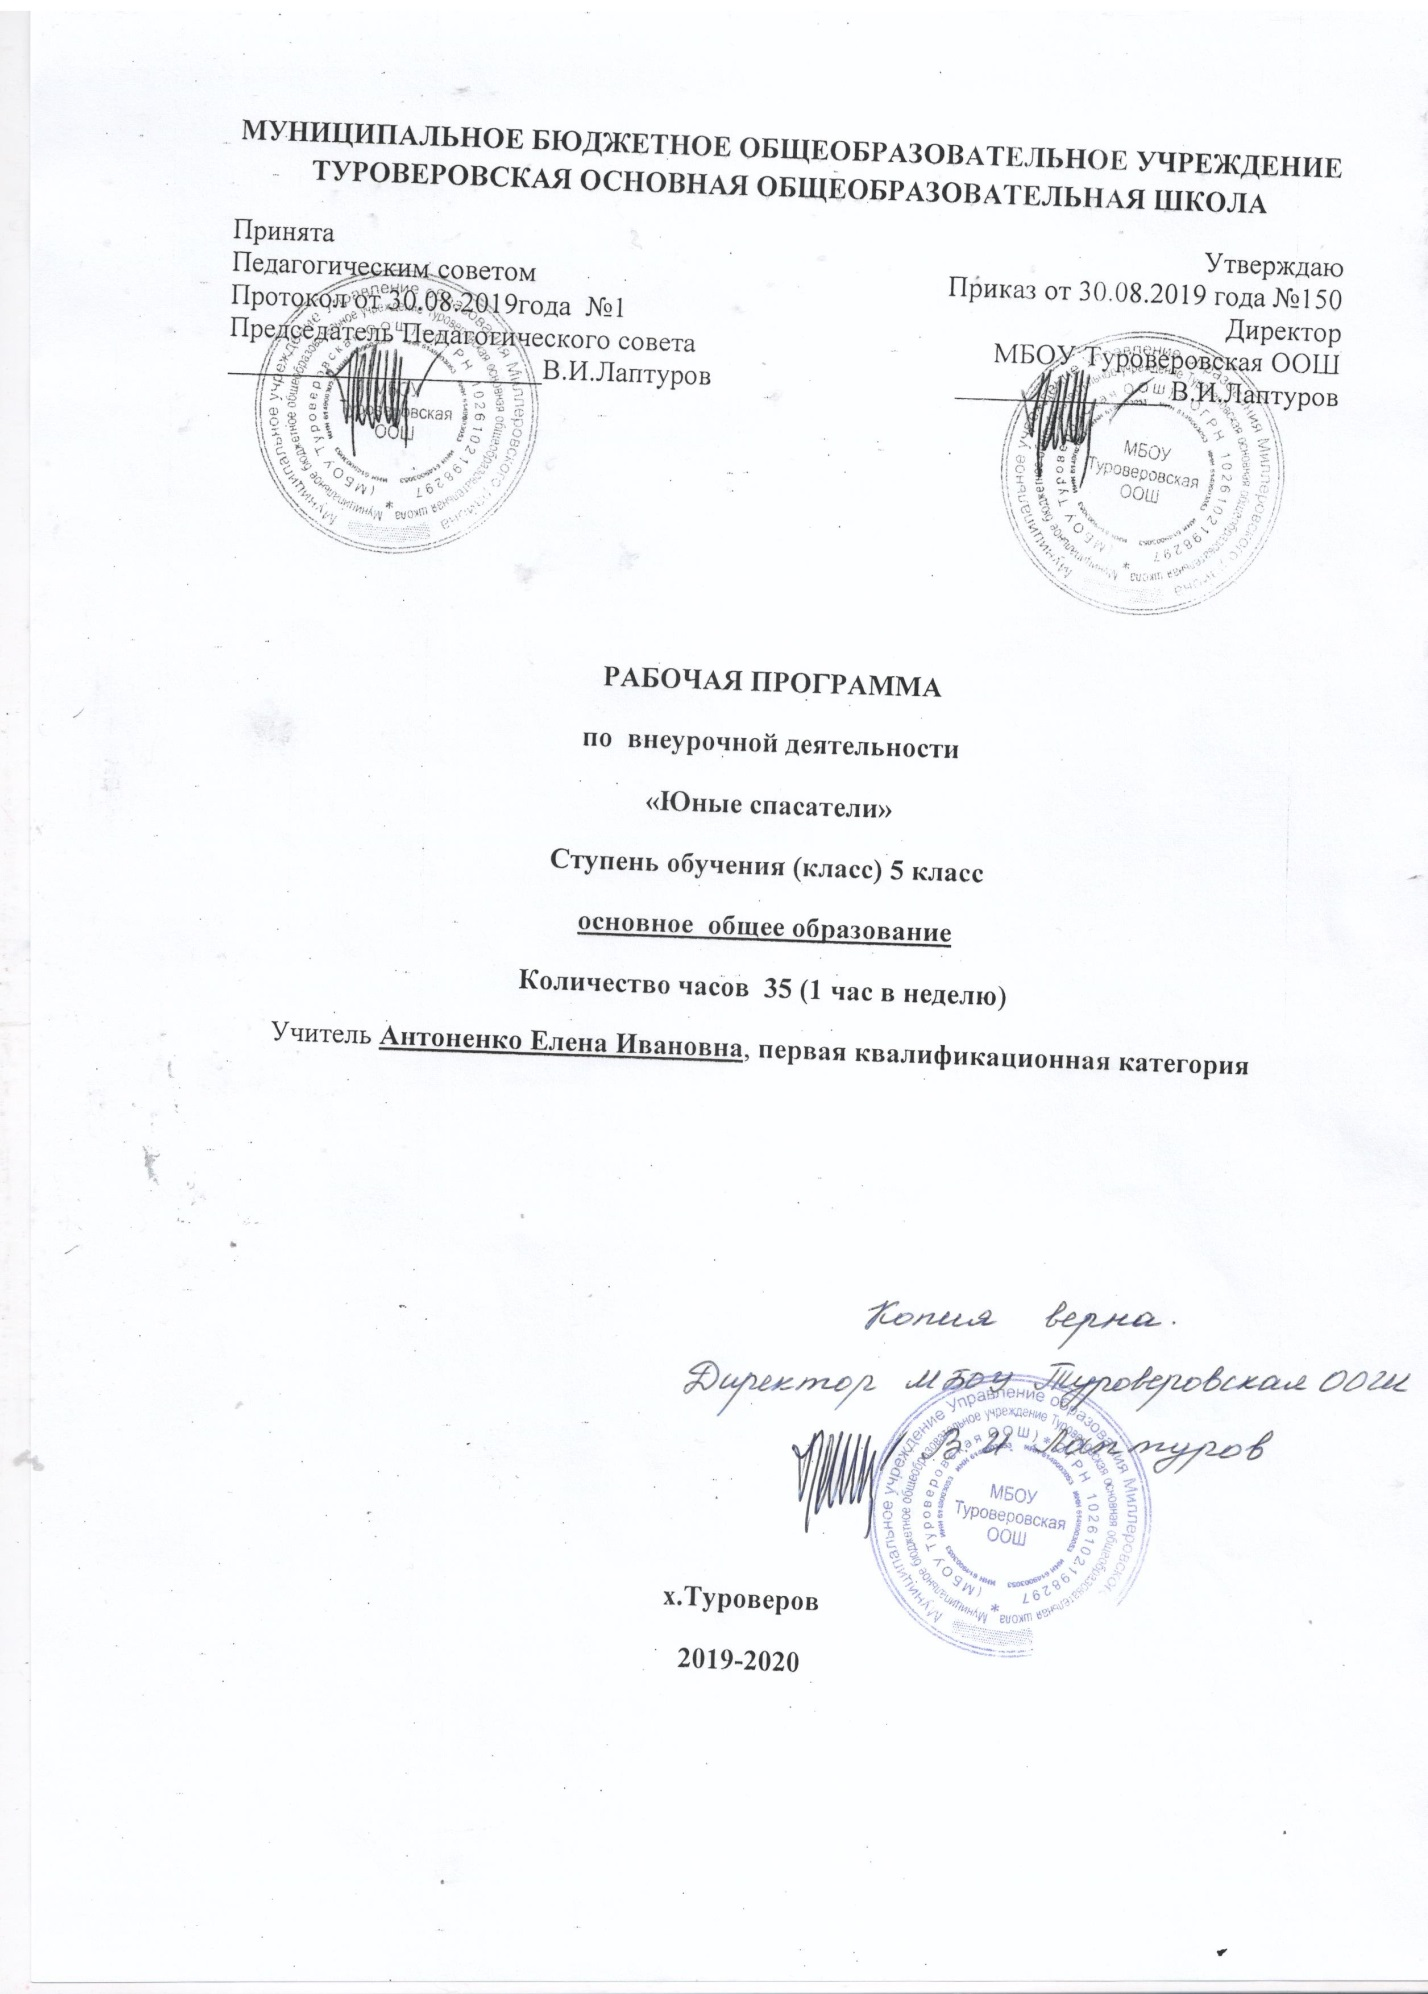 МУНИЦИПАЛЬНОЕ БЮДЖЕТНОЕ ОБЩЕОБРАЗОВАТЕЛЬНОЕ УЧРЕЖДЕНИЕ
ТУРОВЕРОВСКАЯ ОСНОВНАЯ ОБЩЕОБРАЗОВАТЕЛЬНАЯ ШКОЛА
Принята
Педагогическим советом
Протокол от 30.08.2019года №1
Председатель Педагогического совета
В.И.Лаптуров
Утверждаю
Приказ от 30.08.2019 года №150
Директор
МБОУ Туроверовская ООШ
В.И.Лаптуров
МБОУ
Туроверовская
ООШ
МБОУ
Туроверовская
ООШ
РАБОЧАЯ ПРОГРАММА
по внеурочной деятельности
«Юные спасатели»
Ступень обучения (класс) 5 класс
основное общее образование
Количество часов 35 (1 час в неделю)
Учитель Антоненко Елена Ивановна, первая квалификационная категория
Копия верна.
Директор МБОУ Туроверовская ООШ
В И Лаптуров
МБОУ
Туроверовская
ООШ
х.Туроверов
2019-2020